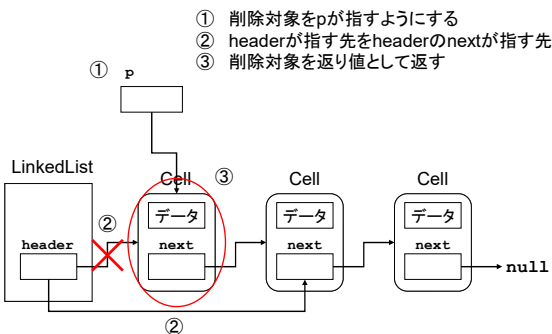 ① 削除対象をpが指すようにする
② headerが指す先をheaderのnextが指す先
③ 削除対象を返り値として返す
① p
LinkedList
Cell ③
Cell
Cell
②
データ
データ
データ
header
next
next
next
null
②